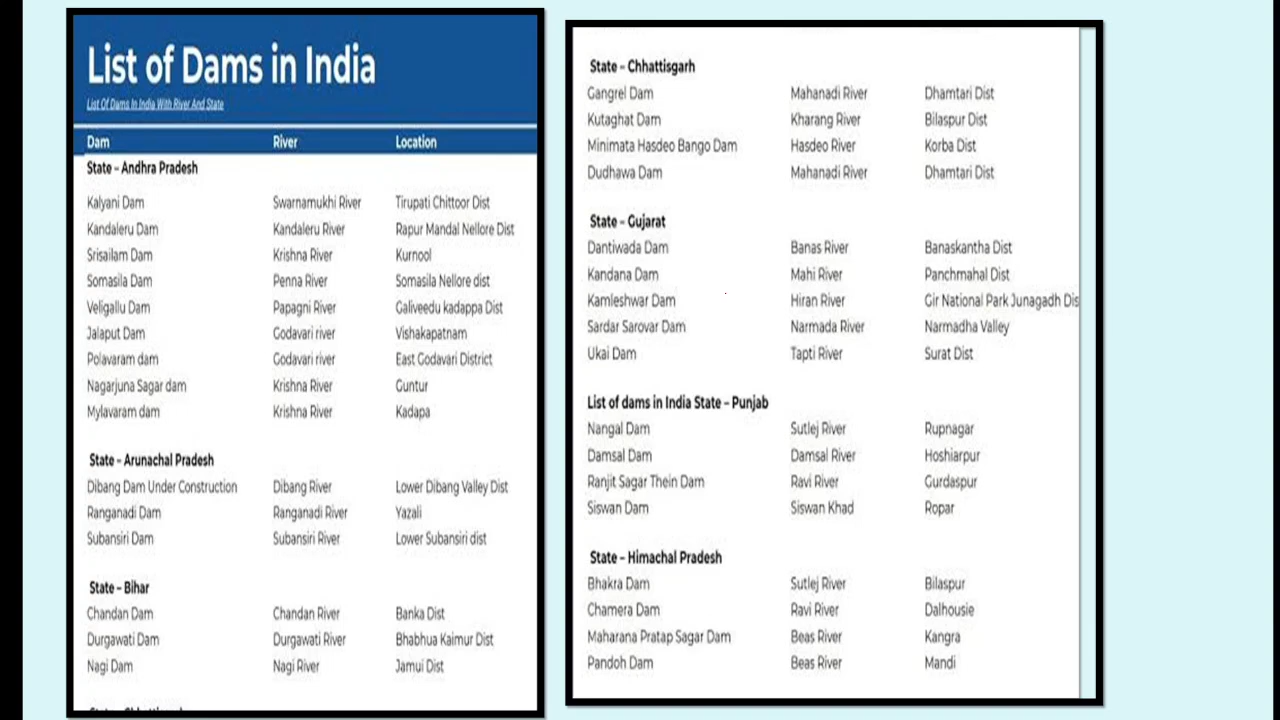 List of Dams in India
List Of Dams In India With River And State
Dam River Location
State – Andhra Pradesh
Kalyani Dam Swarnamukhi River Tirupati Chittoor Dist
Kandaleru Dam Kandaleru River Rapur Mandal Nellore Dist
Srisailam Dam Krishna River Kurnool
Somasila Dam Penna River Somasila Nellore dist
Veligallu Dam Papagni River Galiveedu kadappa Dist
Jalaput Dam Godavari river Vishakapatnam
Polavaram dam Godavari river East Godavari District
Nagarjuna Sagar dam Krishna River Guntur
Mylavaram dam Krishna River Kadapa
State – Arunachal Pradesh
Dibang Dam Under Construction Dibang River Lower Dibang Valley Dist
Ranganadi Dam Ranganadi River Yazali
Subansiri Dam Subansiri River Lower Subansiri dist
State – Bihar
Chandan Dam Chandan River Banka Dist
Durgawati Dam Durgawati River Bhabhua Kaimur Dist
Nagi Dam Nagi River Jamui Dist
State – Chhattisgarh
Gangrel Dam Mahanadi River Dhamtari Dist
Kutaghat Dam Kharang River Bilaspur Dist
Minimata Hasdeo Bango Dam Hasdeo River Korba Dist
Dudhawa Dam Mahanadi River Dhamtari Dist
State – Gujarat
Dantiwada Dam Banas River Banaskantha Dist
Kandana Dam Mahi River Panchmahal Dist
Kamleshwar Dam Hiran River Gir National Park Junagadh Dis
Sardar Sarovar Dam Narmada River Narmadha Valley
Ukai Dam Tapti River Surat Dist
List of dams in India State – Punjab
Nangal Dam Sutlej River Rupnagar
Damsal Dam Damsal River Hoshiarpur
Ranjit Sagar Thein Dam Ravi River Gurdaspur
Siswan Dam Siswan Khad Ropar
State – Himachal Pradesh
Bhakra Dam Sutlej River Bilaspur
Chamera Dam Ravi River Dalhousie
Maharana Pratap Sagar Dam Beas River Kangra
Pandoh Dam Beas River Mandi